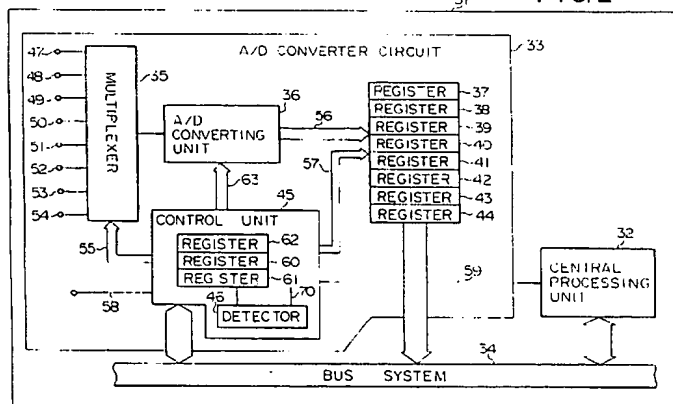 A/D CONVERTER CIRCUIT
33
47
48
49
50
51
52
53
54
MULTIPLEXER
35
36
A/D
CONVERTING
UNIT
56
57
63
REGISTER 37
REGISTER 38
REGISTER 39
REGISTER 40
REGISTER 41
REGISTER 42
REGISTER 43
REGISTER 44
45
CONTROL UNIT
REGISTER 62
REGISTER 60
REGISTER 61
55
58
46
70
DETECTOR
59
32
CENTRAL
PROCESSING
UNIT
34
BUS SYSTEM